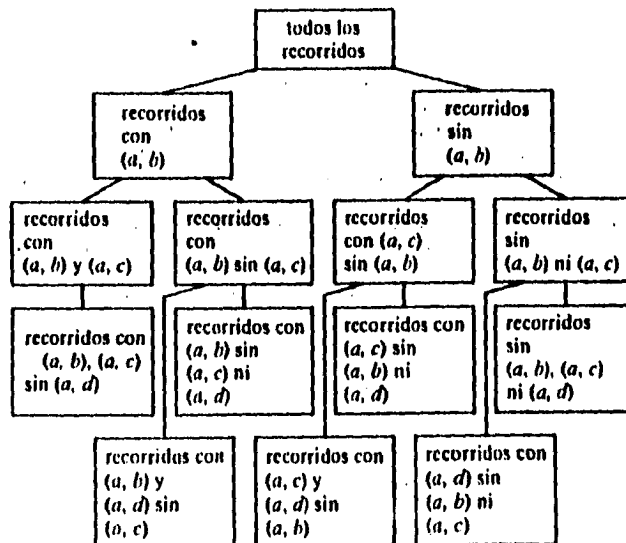 todos los
recorridos
recorridos
con
(a, b)
recorridos
sin
(a, b)
recorridos
con
(a, b) y (a, c)
recorridos
con
(a, b) sin (a, c)
recorridos
con (a, c)
sin (a, b)
recorridos
sin
(a, b) ni (a, c)
recorridos con
(a, b), (a, c)
sin (a, d)
recorridos con
(a, b) sin
(a, c) ni
(a, d)
recorridos con
(a, c) sin
(a, b) ni
(a, d)
recorridos
sin
(a, b), (a, c)
ni (a, d)
recorridos con
(a, b) y
(a, d) sin
(a, c)
recorridos con
(a, c) y
(a, d) sin
(a, b)
recorridos con
(a, d) sin
(a, b) ni
(a, c)